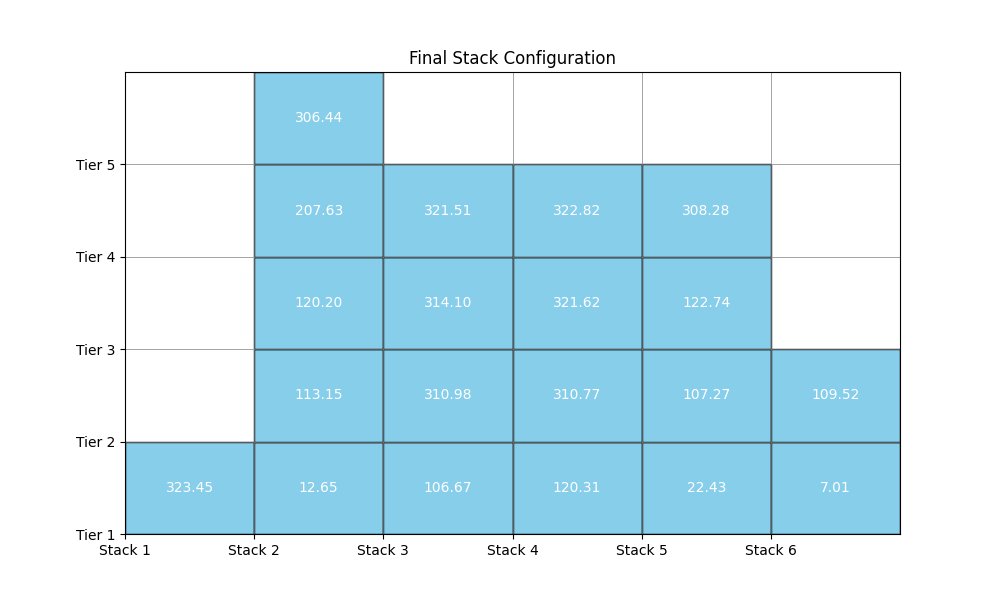 Final Stack Configuration
306.44
Tier 5
207.63 321.51 322.82 308.28
Tier 4
120.20 314.10 321.62 122.74
Tier 3
113.15 310.98 310.77 107.27 109.52
Tier 2
323.45 12.65 106.67 120.31 22.43 7.01
Tier 1
Stack 1 Stack 2 Stack 3 Stack 4 Stack 5 Stack 6